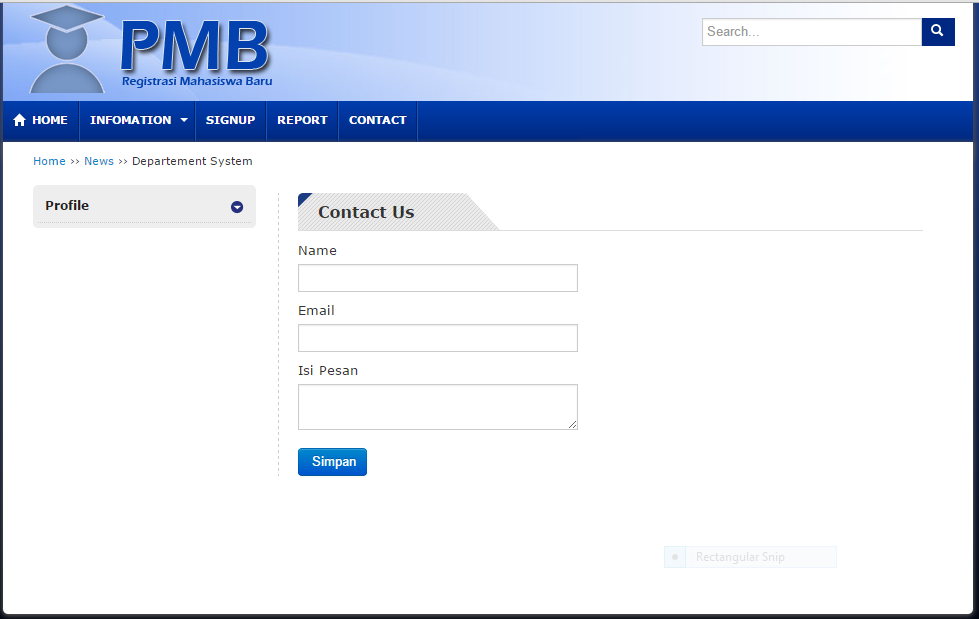 PMB
Registrasi Mahasiswa Baru
Search...
HOME INFOMATION SIGNUP REPORT CONTACT
Home >> News >> Departement System
Profile
Contact Us
Name
Email
Isi Pesan
Simpan
Rectangular Snip